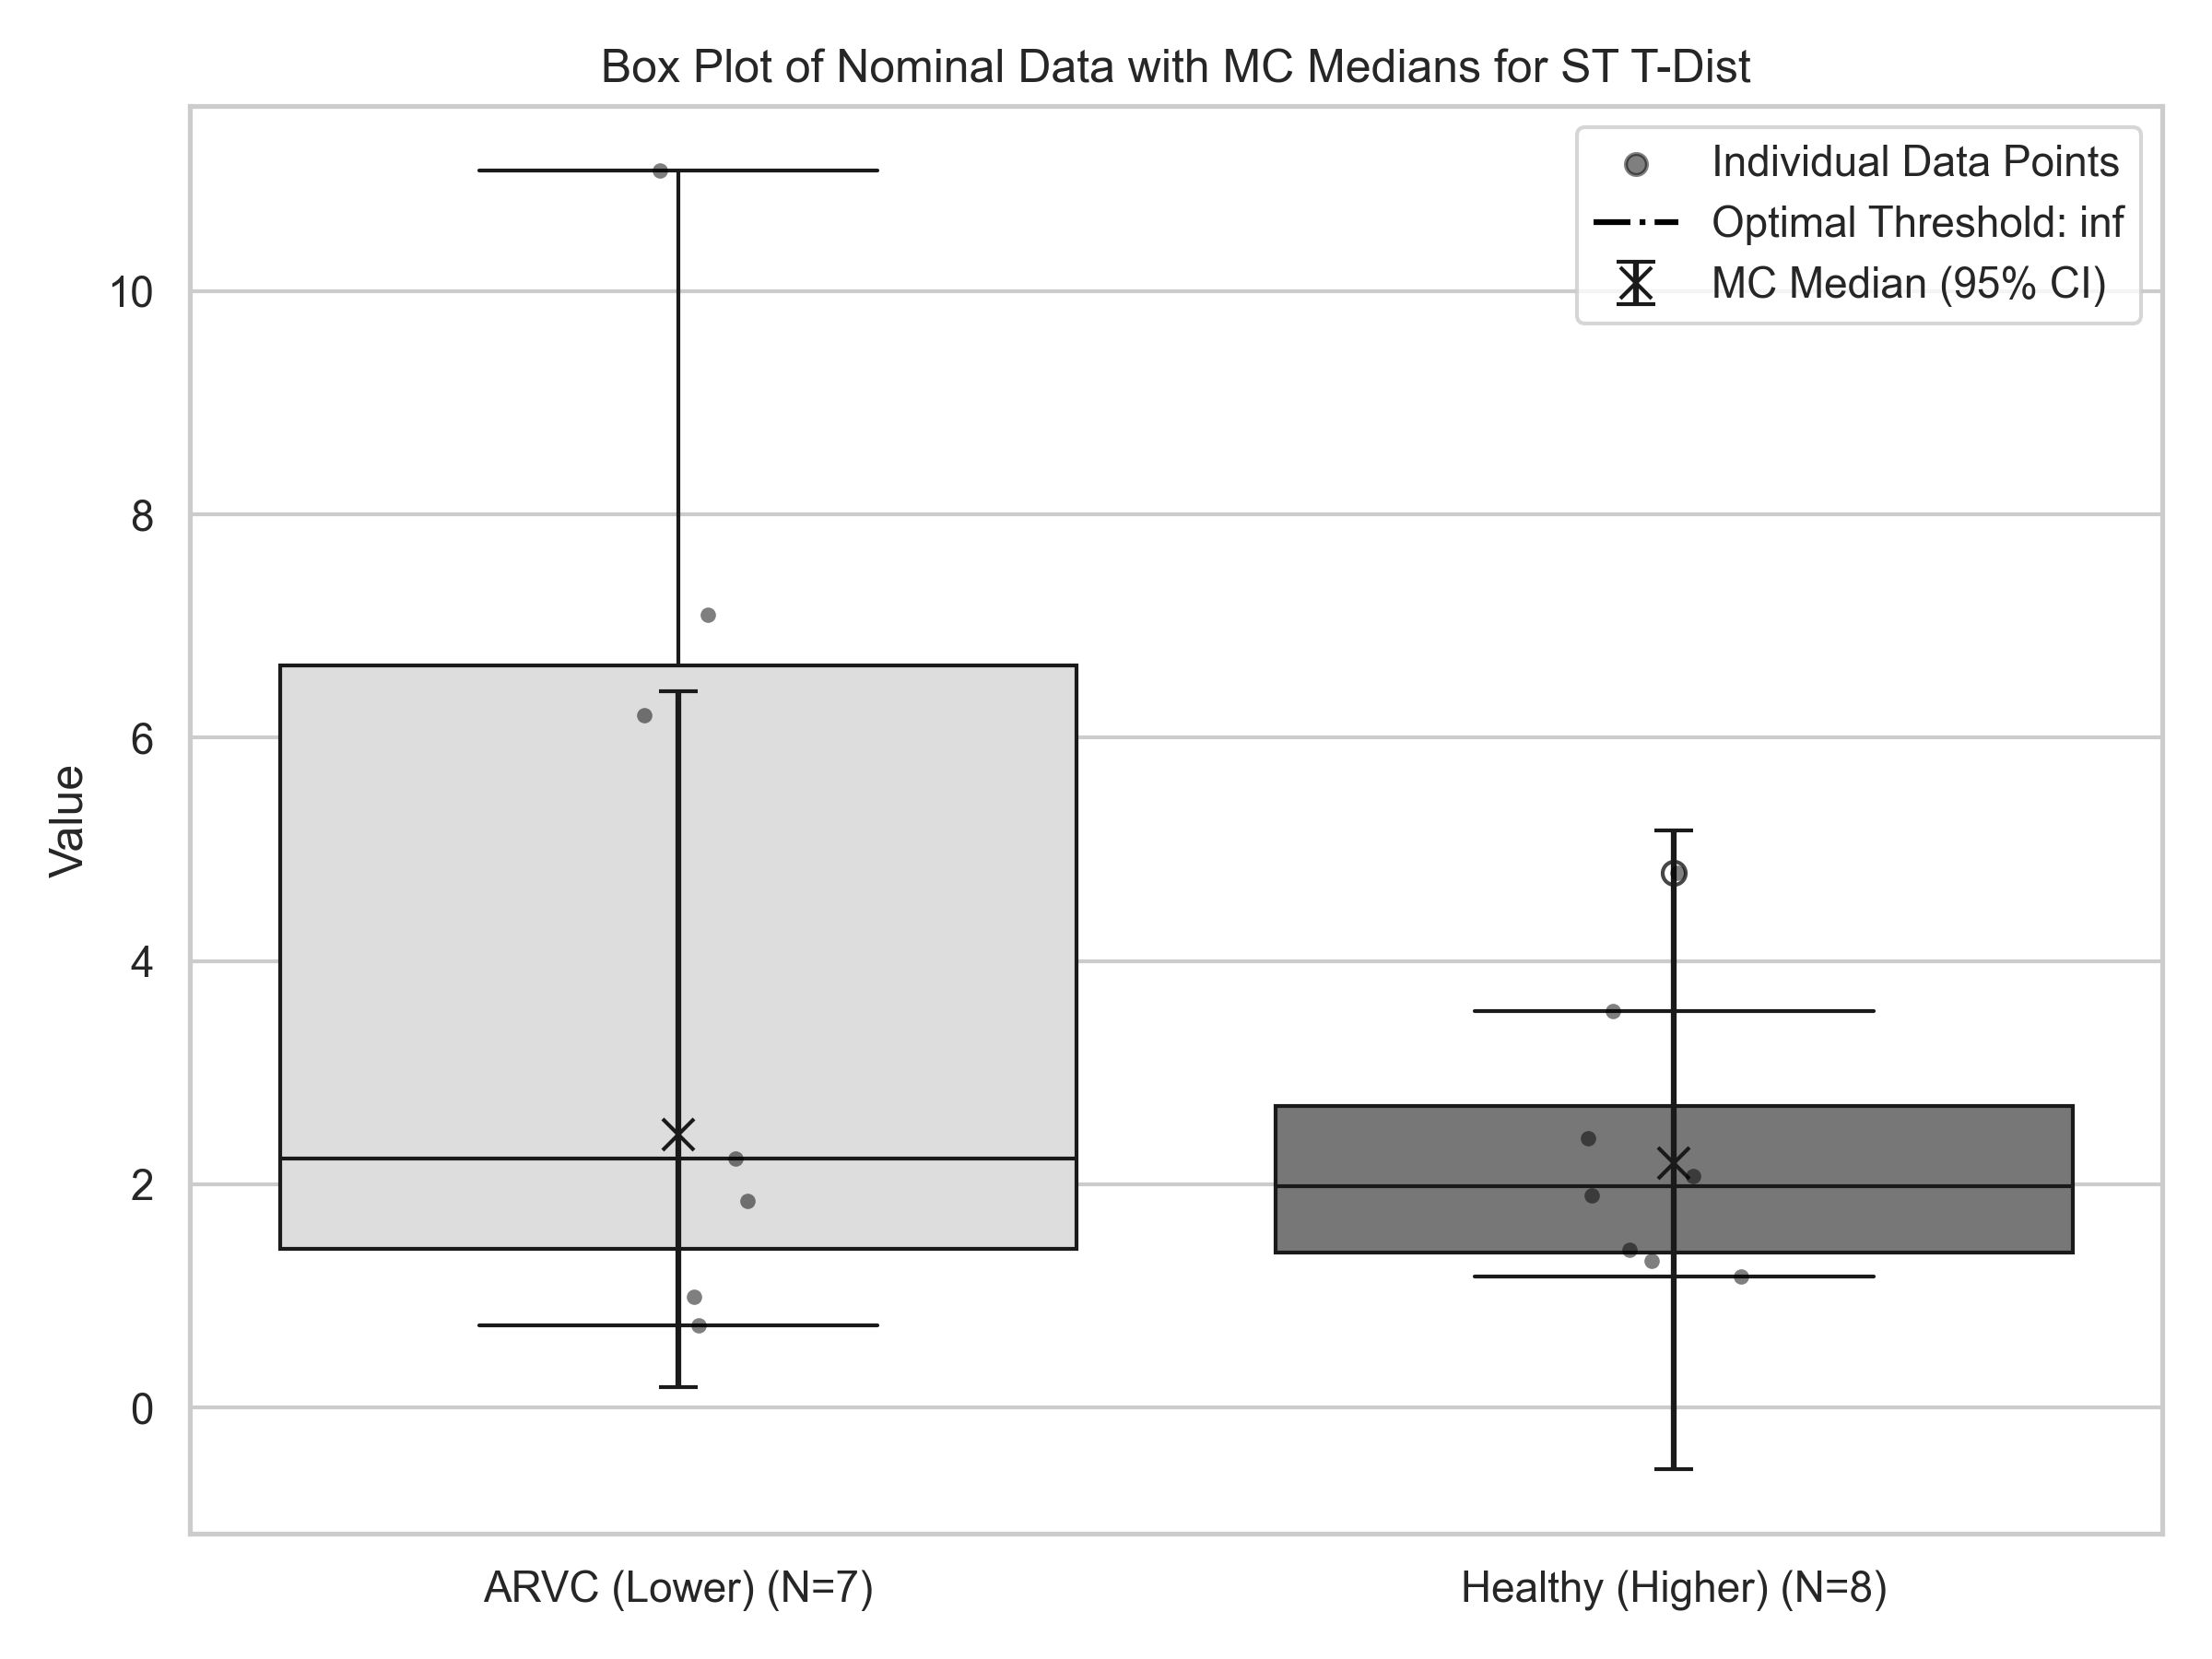 Box Plot of Nominal Data with MC Medians for ST T-Dist
Individual Data Points
Optimal Threshold: inf
MC Median (95% CI)
10
8
6
4
2
0
Value
ARVC (Lower) (N=7)
Healthy (Higher) (N=8)